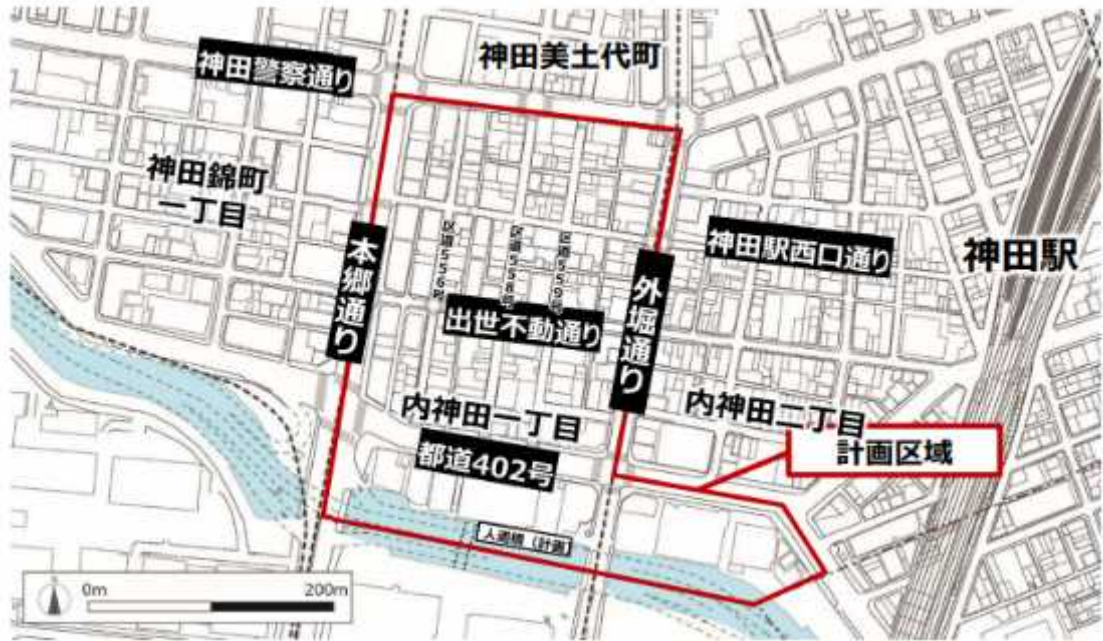 神田美土代町
神田警察通り
神田錦町
一丁目
本郷通り
区道556号
区道558号
区道559号
外堀通り
神田駅西口通り
神田駅
出世不動通り
内神田一丁目
内神田二丁目
都道402号
計画区域
人道橋（計画）
0m
200m